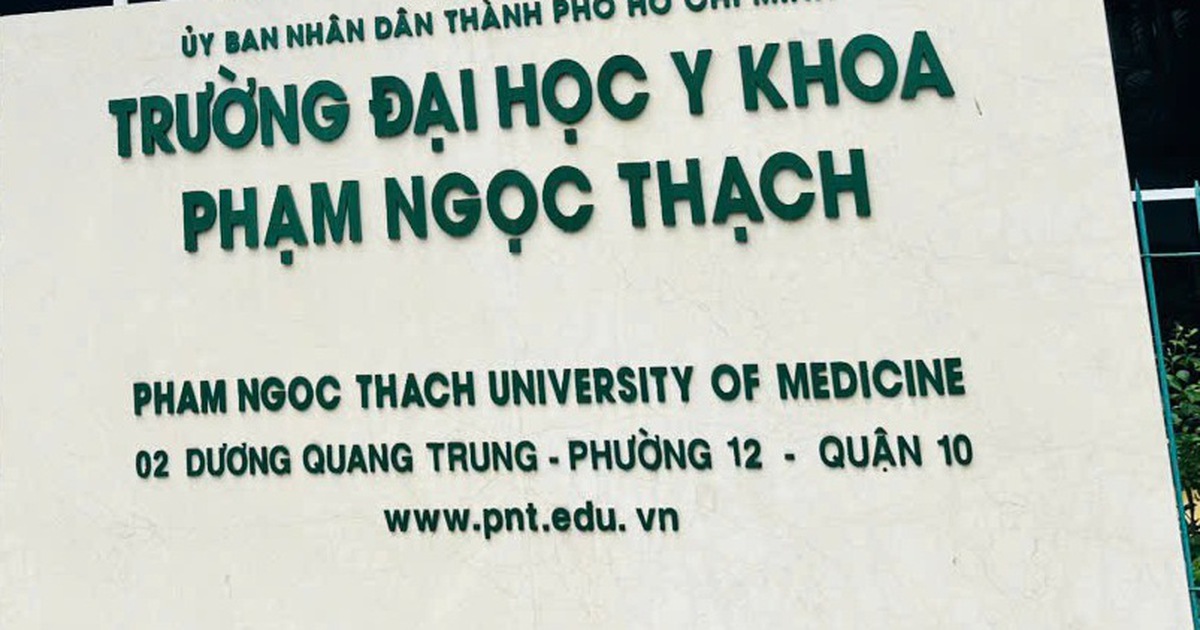 ỦY BAN NHÂN DÂN THÀNH PHỐ HỒ CHÍ MINH
TRƯỜNG ĐẠI HỌC Y KHOA
PHẠM NGỌC THẠCH
PHAM NGOC THACH UNIVERSITY OF MEDICINE
02 DƯƠNG QUANG TRUNG - PHƯỜNG 12 - QUẬN 10
www.pnt.edu. vn